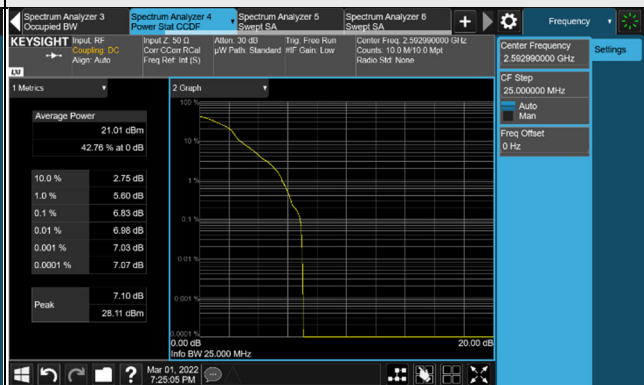 Spectrum Analyzer 3
Occupied BW
Spectrum Analyzer 4
Power Stat CCDF
Spectrum Analyzer 5
Swept SA
Spectrum Analyzer 6
Swept SA
Frequency
KEYSIGHT
Input: RF
Coupling: DC
Align: Auto
Input Z: 50 Ω
Corr CCorr RCal
Freq Ref: Int (S)
Atten: 30 dB
µW Path: Standard
Trig: Free Run
#IF Gain: Low
Center Freq: 2.592990000 GHz
Counts: 10.0 M/10.0 Mpt
Radio Std: None
LXI
Center Frequency
2.592990000 GHz
Settings
CF Step
25.000000 MHz
Auto
Man
Freq Offset
0 Hz
1 Metrics
Average Power
21.01 dBm
42.76 % at 0 dB
10.0 % 2.75 dB
1.0 % 5.60 dB
0.1 % 6.83 dB
0.01 % 6.98 dB
0.001 % 7.03 dB
0.0001 % 7.07 dB
Peak
7.10 dB
28.11 dBm
2 Graph
100 %
10 %
1 %
0.1 %
0.01 %
0.001 %
0.0001 %
0.00 dB
20.00 dB
Info BW 25.000 MHz
Mar 01, 2022
7:25:05 PM